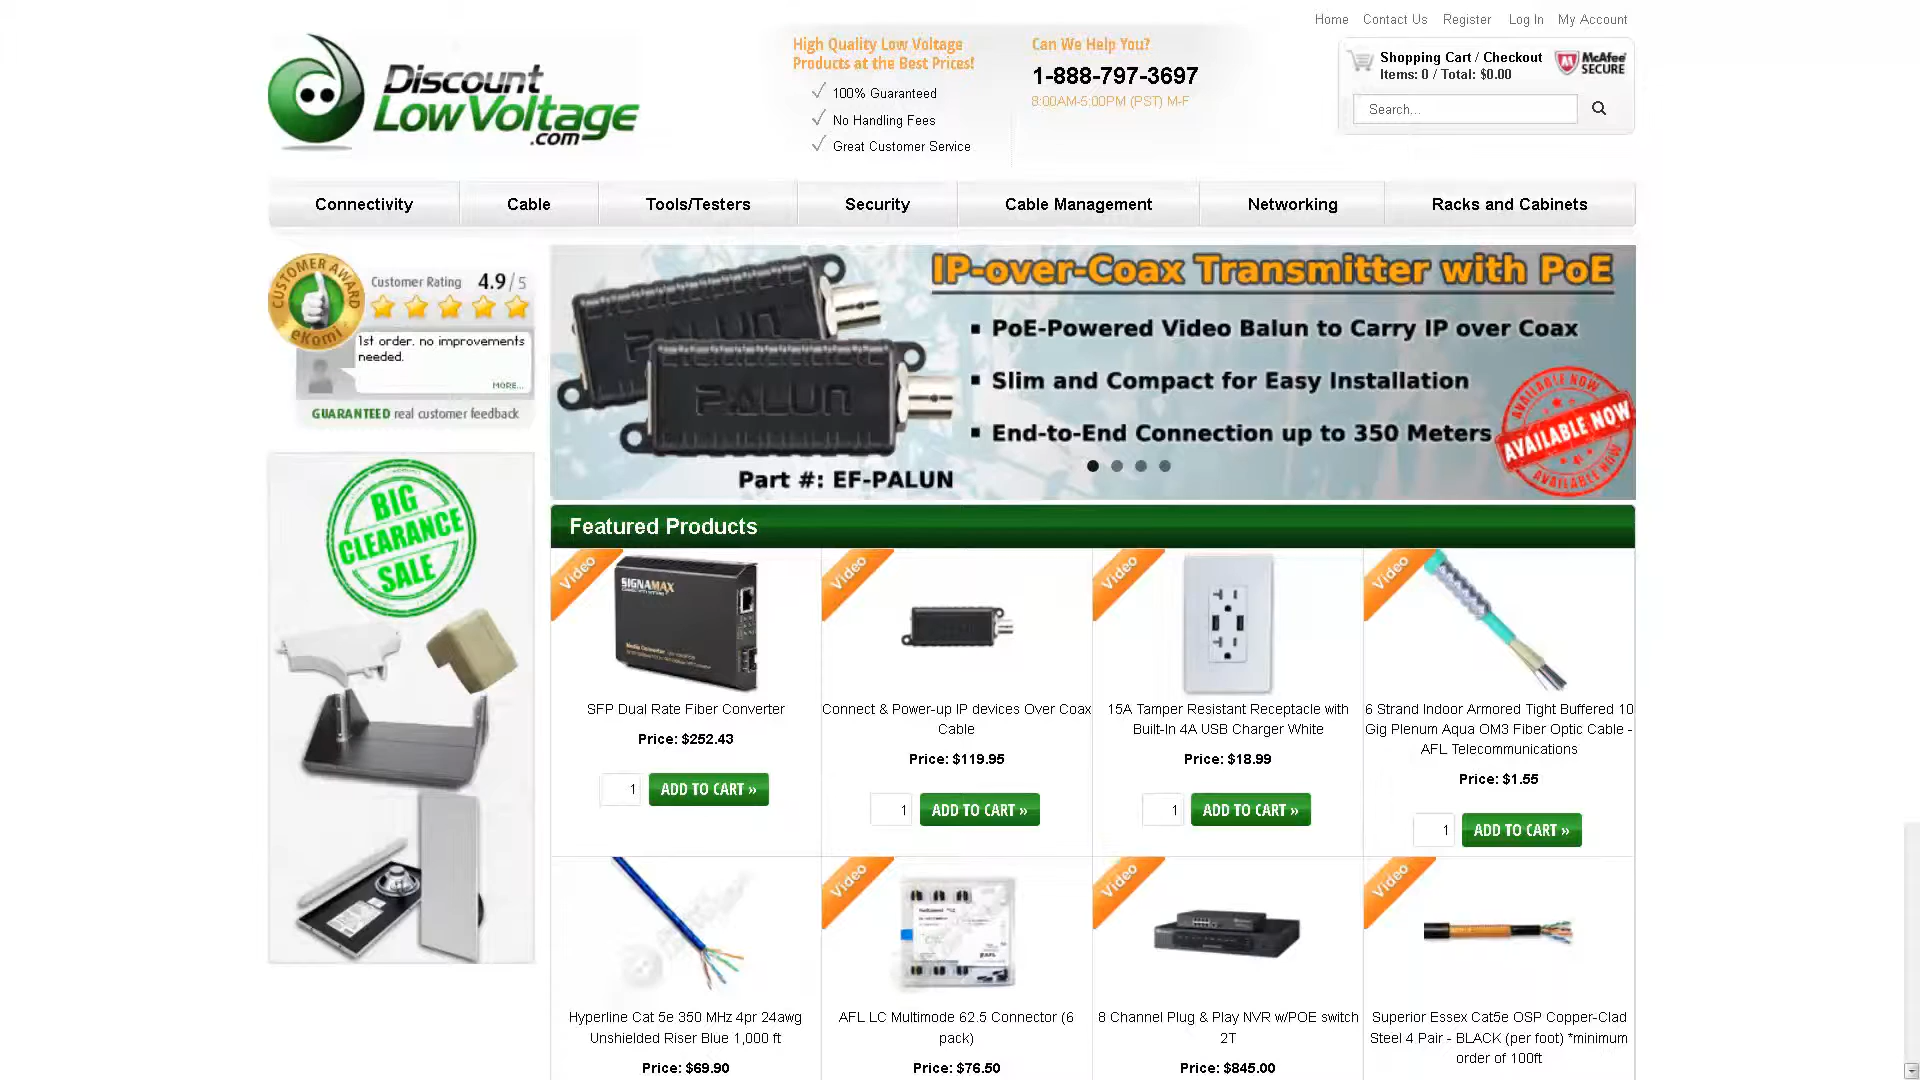 Home Contact Us Register Log In My Account
Discount
LowVoltage
.com
High Quality Low Voltage
Products at the Best Prices!
100% Guaranteed
No Handling Fees
Great Customer Service
Can We Help You?
1-888-797-3697
8:00AM-5:00PM (PST) M-F
Shopping Cart / Checkout
Items: 0 / Total: $0.00
McAfee
SECURE
Search...
Connectivity Cable Tools/Testers Security Cable Management Networking Racks and Cabinets
CUSTOMER AWARD
eKomi
Customer Rating 4.9/5
1st order. no improvements
needed.
MORE...
GUARANTEED real customer feedback
BIG
CLEARANCE
SALE
IP-over-Coax Transmitter with PoE
▪ PoE-Powered Video Balun to Carry IP over Coax
▪ Slim and Compact for Easy Installation
▪ End-to-End Connection up to 350 Meters
PALUN
PALUN
Part #: EF-PALUN
AVAILABLE NOW
AVAILABLE NOW
AVAILABLE NOW
Featured Products
Video
SIGNAMAX
Media Converter
SFP Dual Rate Fiber Converter
Price: $252.43
1 ADD TO CART »
Video
Connect & Power-up IP devices Over Coax
Cable
Price: $119.95
1 ADD TO CART »
Video
15A Tamper Resistant Receptacle with
Built-In 4A USB Charger White
Price: $18.99
1 ADD TO CART »
Video
6 Strand Indoor Armored Tight Buffered 10
Gig Plenum Aqua OM3 Fiber Optic Cable -
AFL Telecommunications
Price: $1.55
1 ADD TO CART »
Hyperline Cat 5e 350 MHz 4pr 24awg
Unshielded Riser Blue 1,000 ft
Price: $69.90
Video
AFL
AFL LC Multimode 62.5 Connector (6
pack)
Price: $76.50
Video
8 Channel Plug & Play NVR w/POE switch
2T
Price: $845.00
Video
Superior Essex Cat5e OSP Copper-Clad
Steel 4 Pair - BLACK (per foot) *minimum
order of 100ft